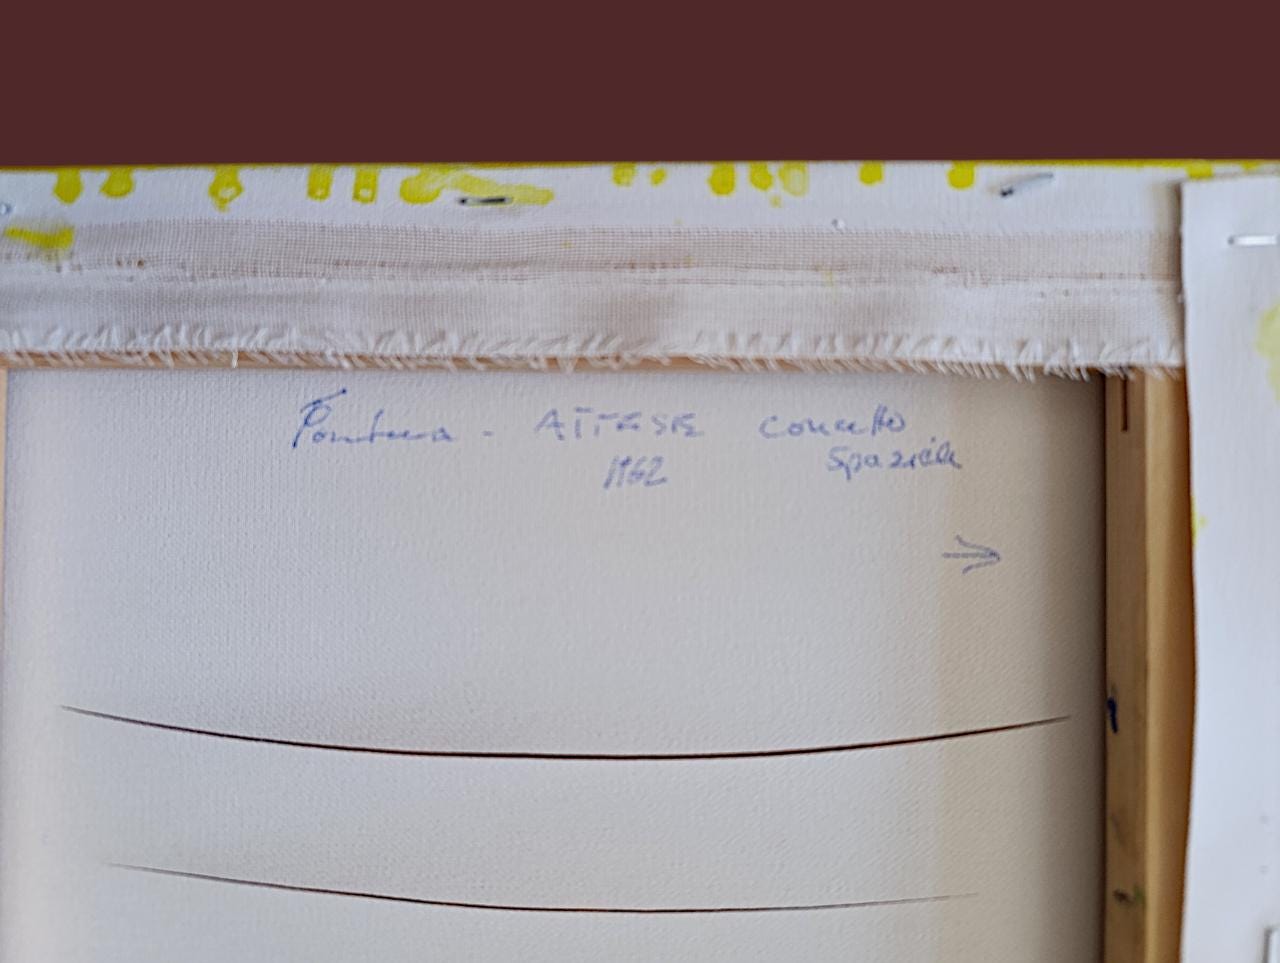 Fontana - ATTESE concetto
1962 spaziale